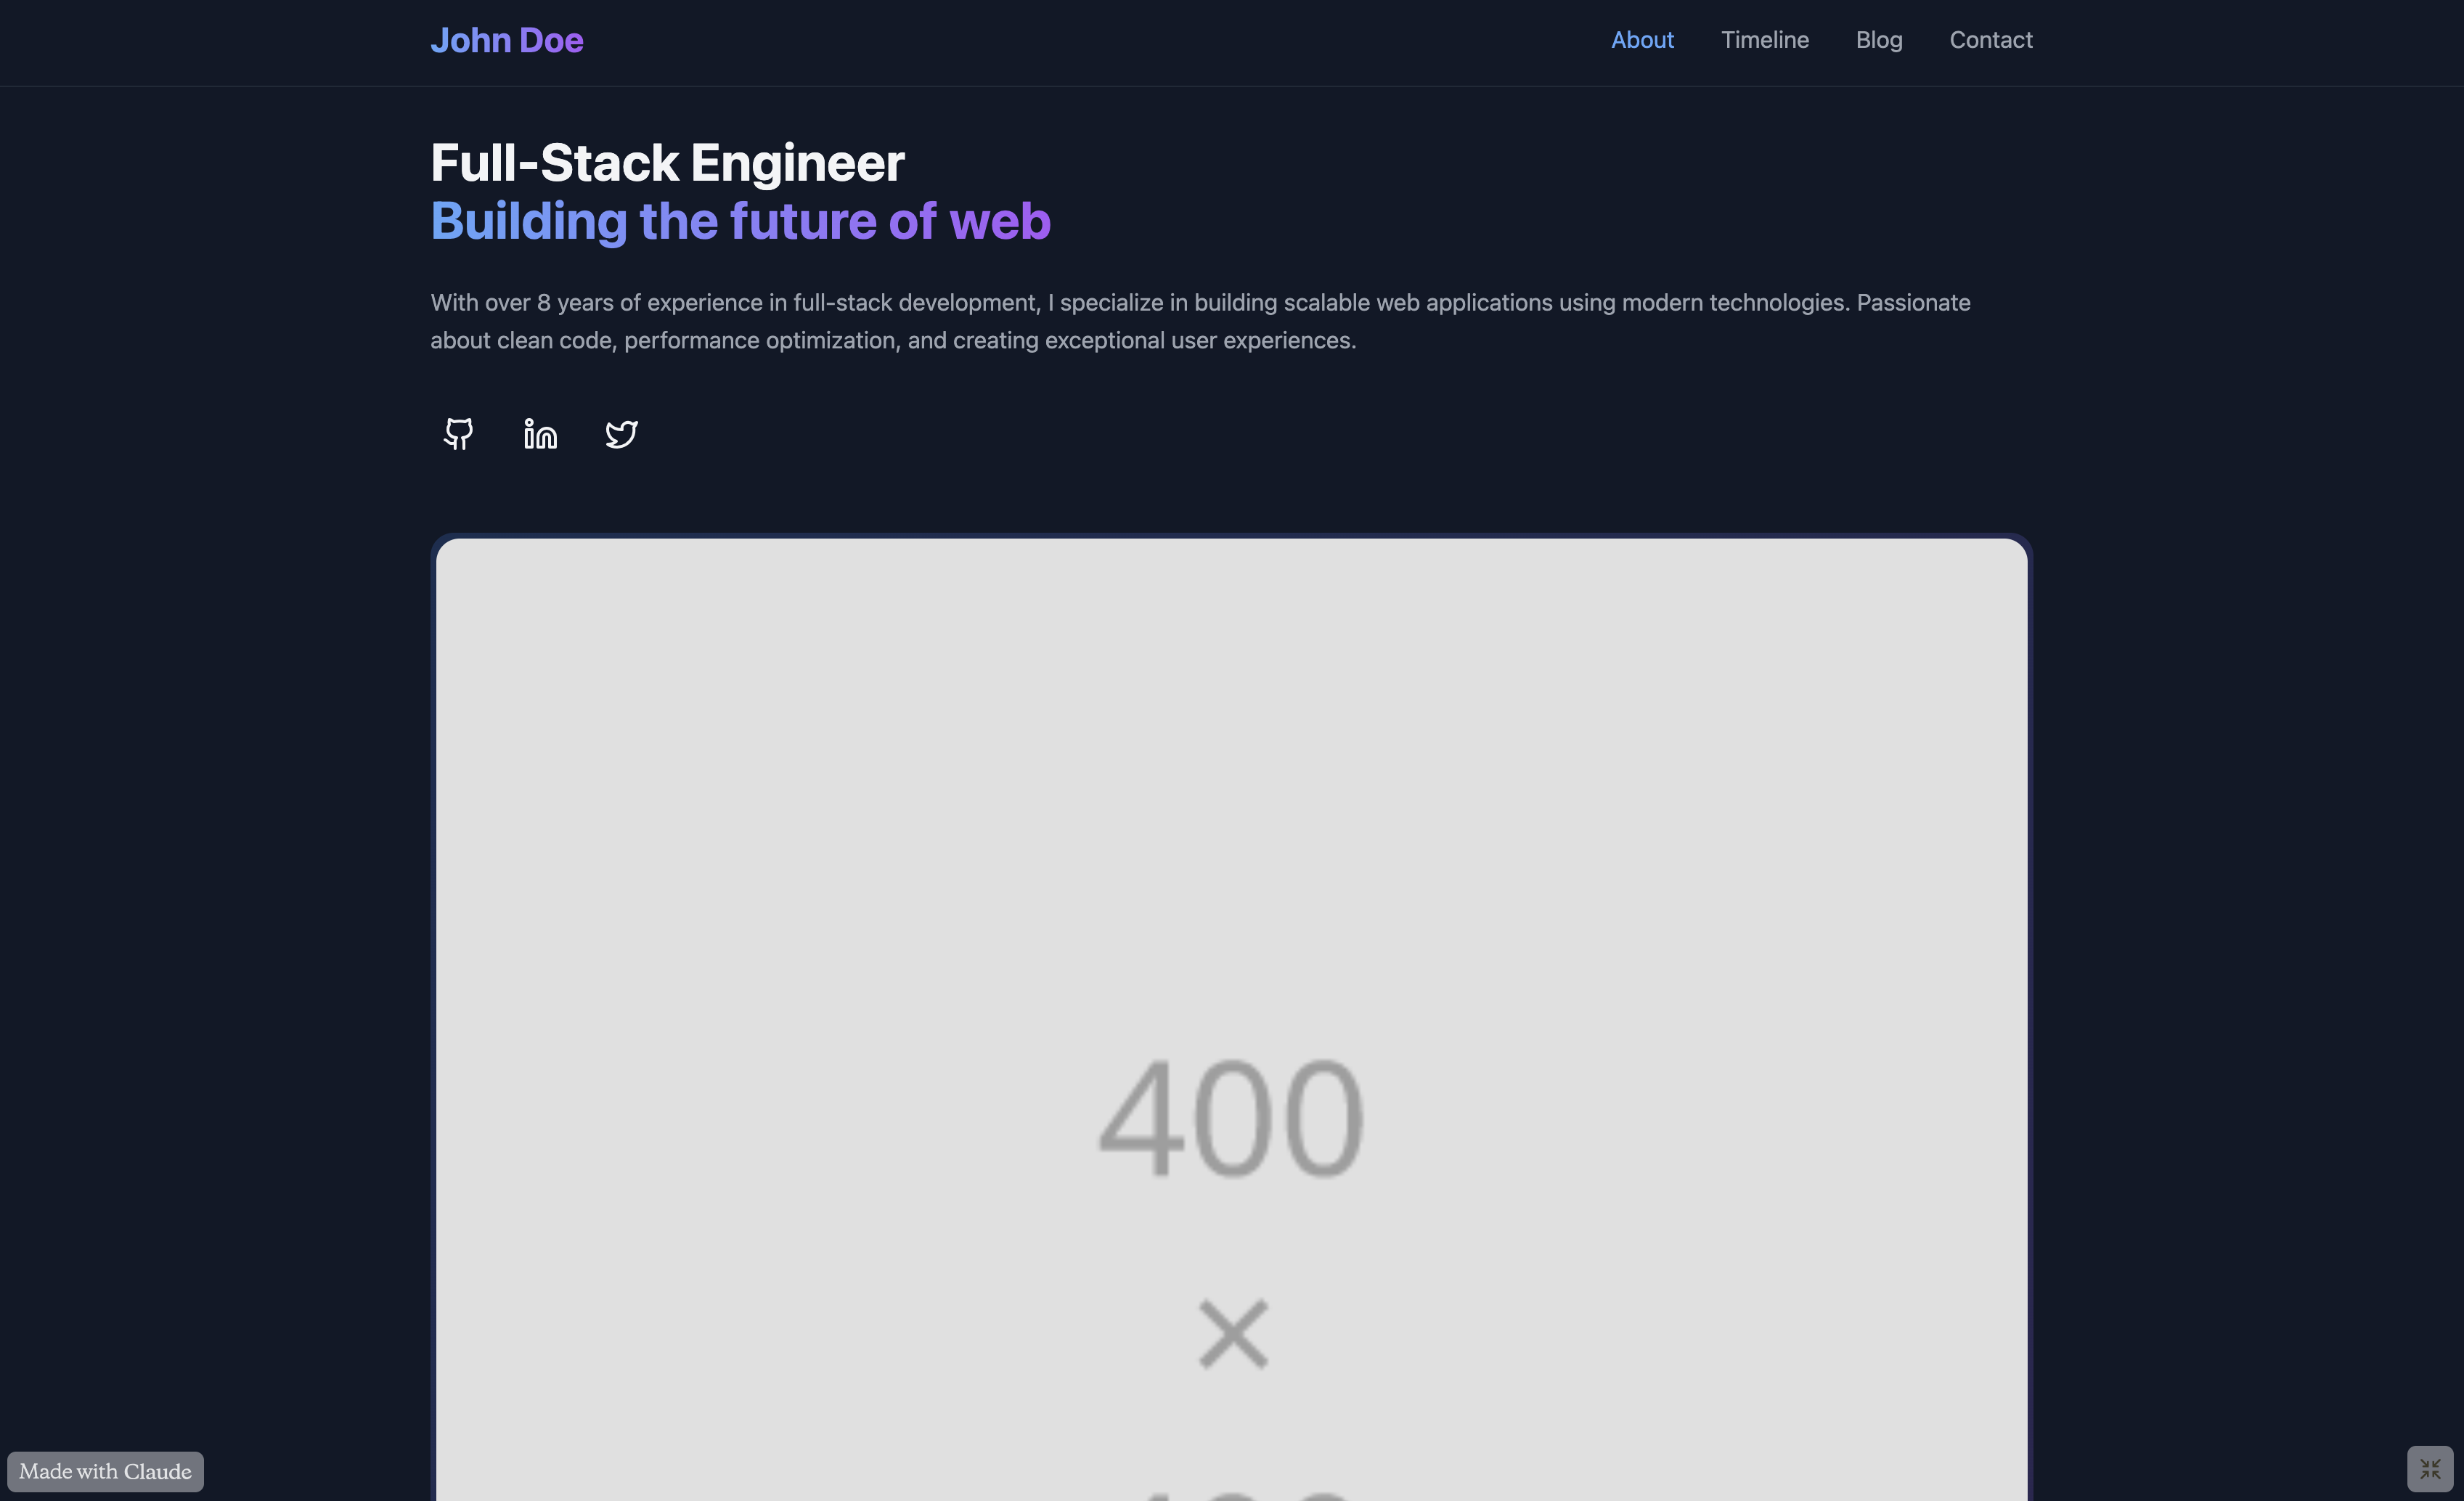 John Doe
About
Timeline
Blog
Contact
Full-Stack Engineer
Building the future of web
With over 8 years of experience in full-stack development, I specialize in building scalable web applications using modern technologies. Passionate
about clean code, performance optimization, and creating exceptional user experiences.
400
×
Made with Claude